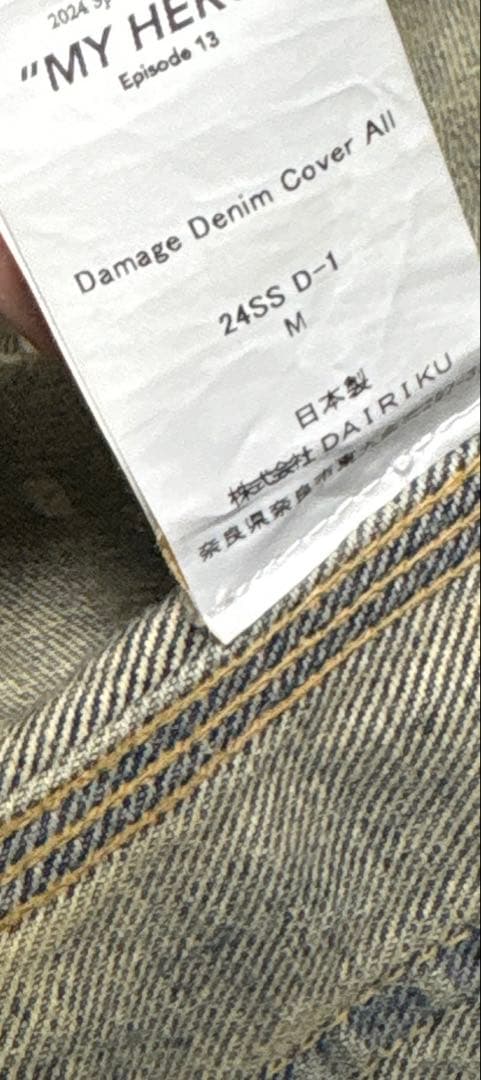 2024 Sp
"MY HER
Episode 13
Damage Denim Cover All
24SS D-1
M
日本製
株式会社 DAIRIKU
奈良県奈良市